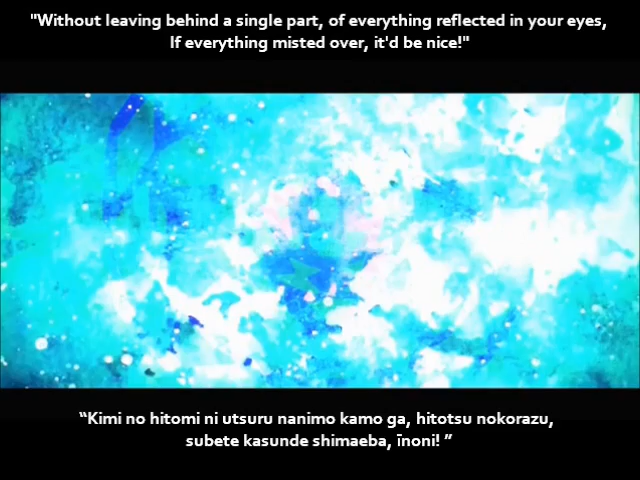 "Without leaving behind a single part, of everything reflected in your eyes,
If everything misted over, it'd be nice!"
“Kimi no hitomi ni utsuru nanimo kamo ga, hitotsu nokorazu,
subete kasunde shimaeba, īnoni! ”